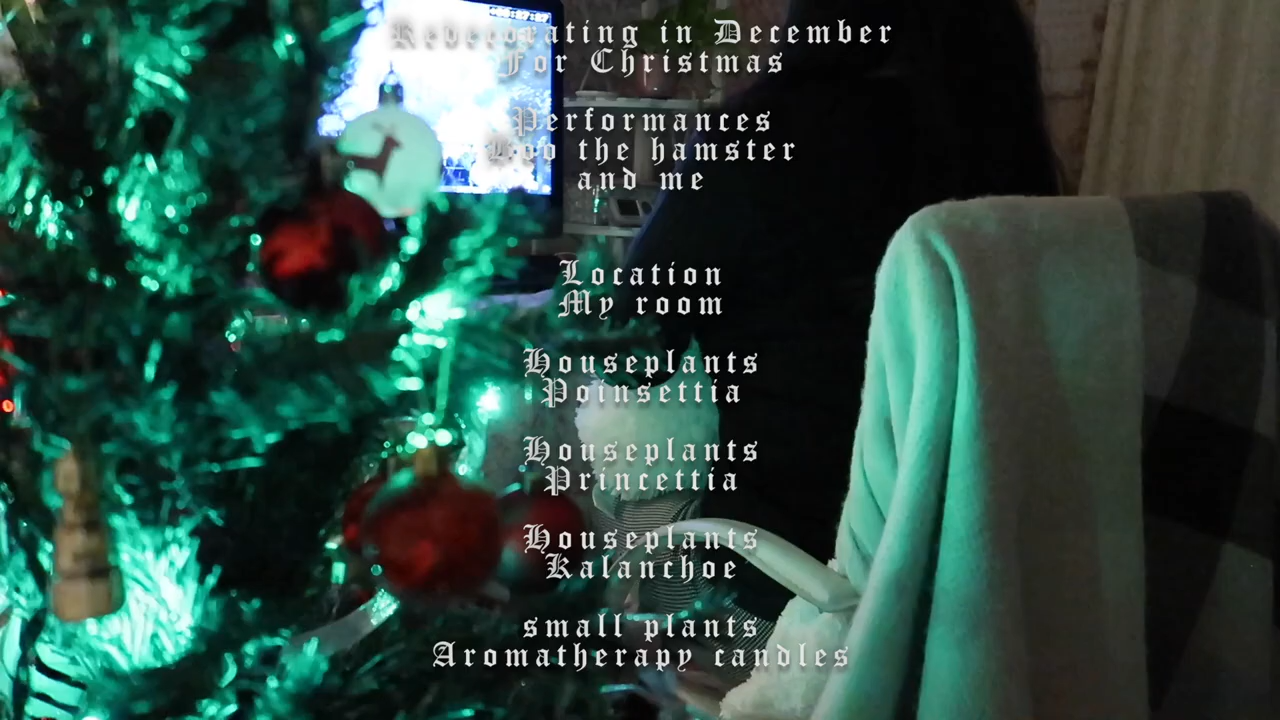 Redecorating in December
For Christmas
Performances
Boo the hamster
and me
Location
My room
Houseplants
Poinsettia
Houseplants
Princettia
Houseplants
Kalanchoe
small plants
Aromatherapy candles